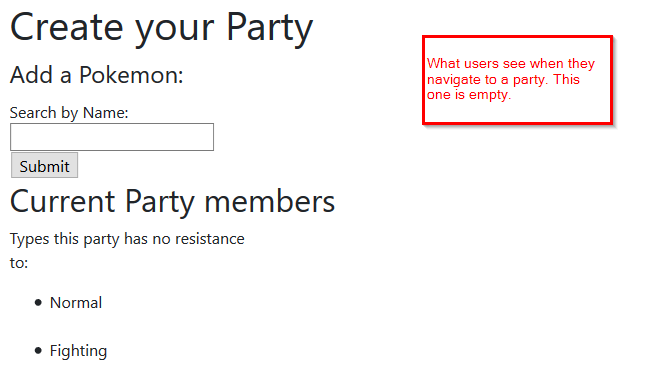 Create your Party
What users see when they
navigate to a party. This
one is empty.
Add a Pokemon:
Search by Name:
Submit
Current Party members
Types this party has no resistance
to:
Normal
Fighting